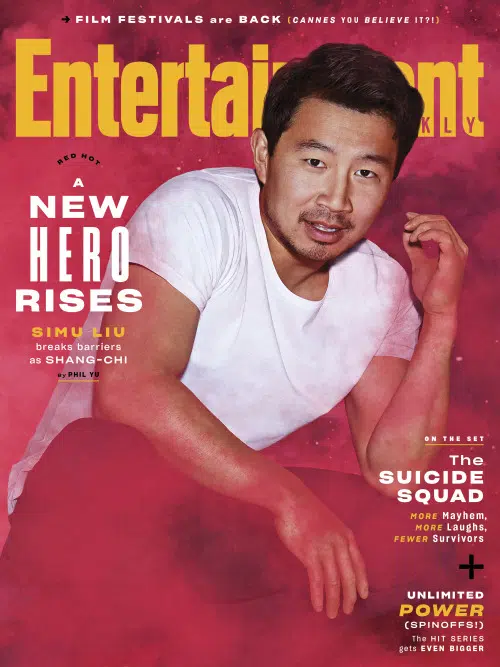 → FILM FESTIVALS are BACK (CANNES YOU BELIEVE IT?!)
Entertainment
KLY
RED HOT
A
NEW
HERO
RISES
SIMU LIU
breaks barriers
as SHANG-CHI
by PHIL YU
ON THE SET
The
SUICIDE
SQUAD
MORE Mayhem,
MORE Laughs,
FEWER Survivors
+
UNLIMITED
POWER
(SPINOFFS!)
The HIT SERIES
gets EVEN BIGGER